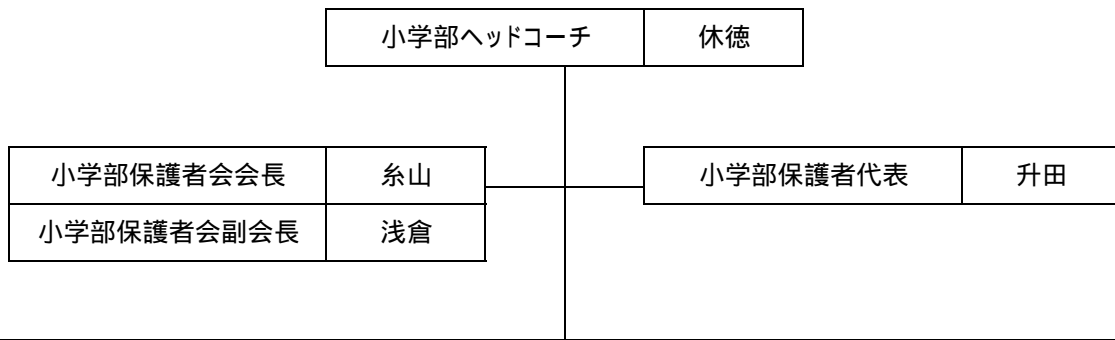 小学部ヘッドコーチ 休徳
小学部保護者会会長 糸山
小学部保護者代表 升田
小学部保護者会副会長 浅倉